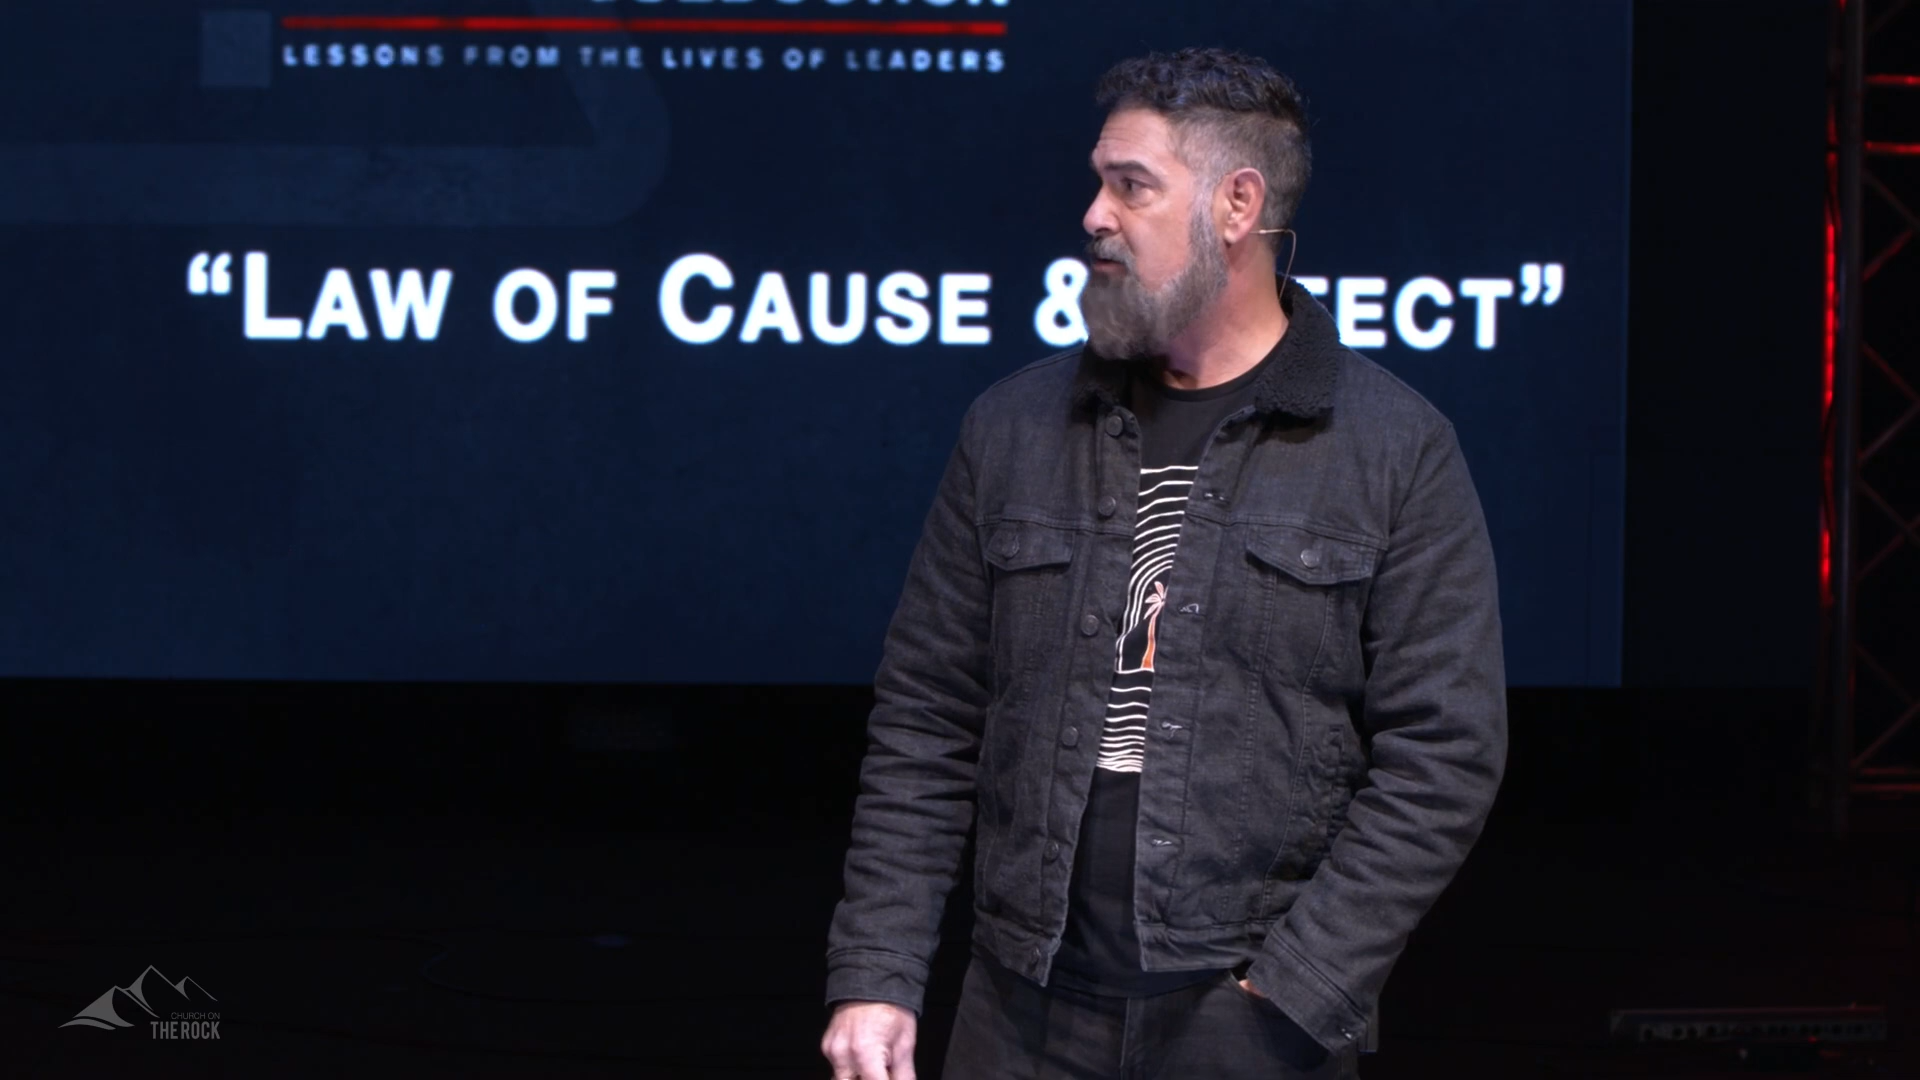 LESSONS FROM THE LIVES OF LEADERS
“LAW OF CAUSE & ECT”
CHURCH ON
THE ROCK